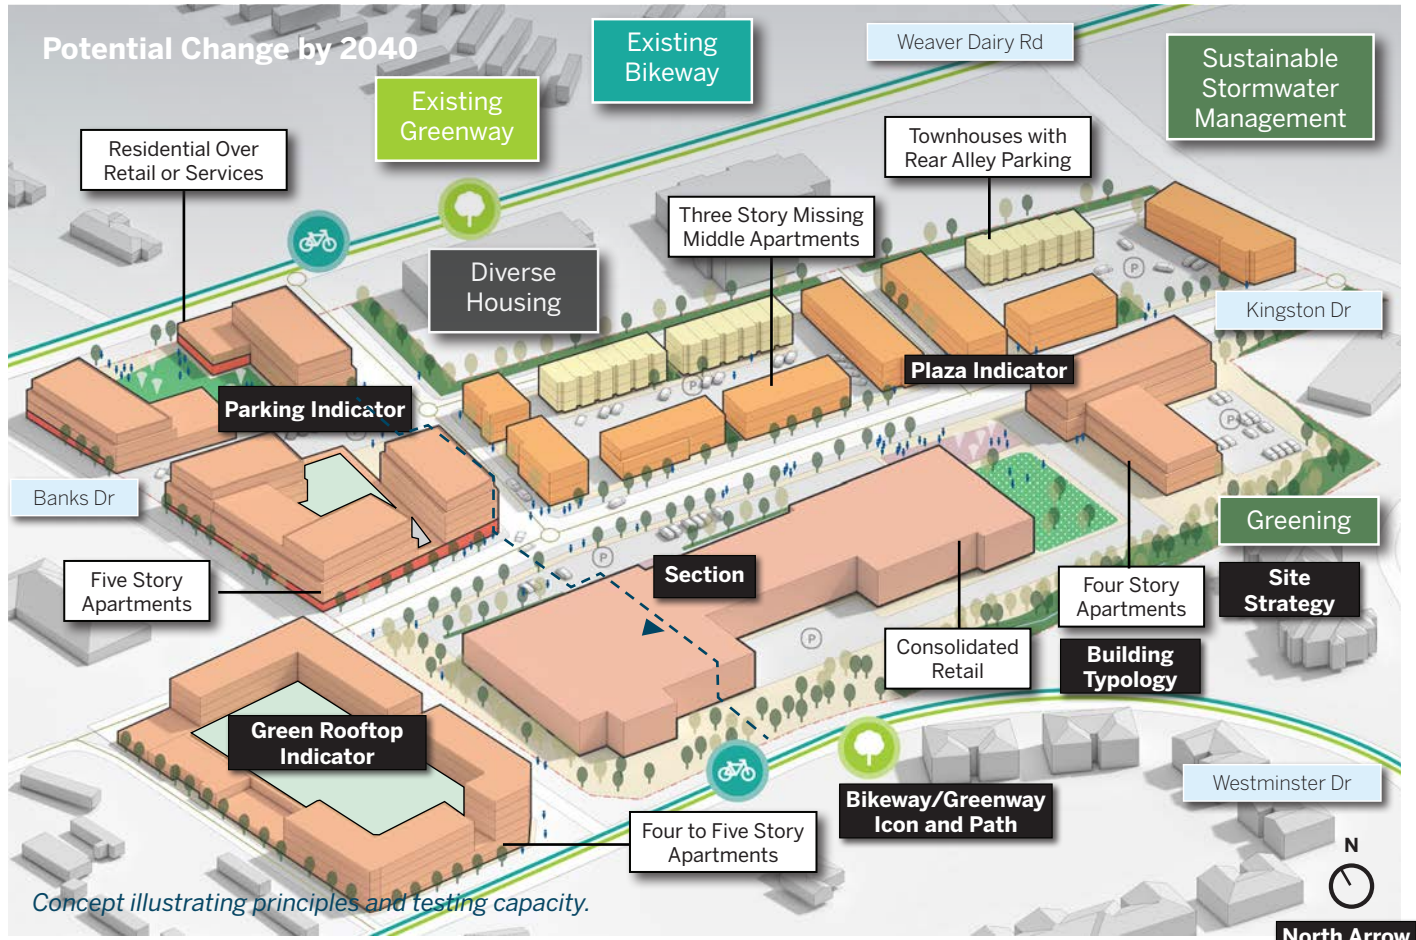 Potential Change by 2040
Existing
Bikeway
Weaver Dairy Rd
Sustainable
Stormwater
Management
Existing
Greenway
Residential Over
Retail or Services
Townhouses with
Rear Alley Parking
Three Story Missing
Middle Apartments
Diverse
Housing
P
Kingston Dr
Plaza Indicator
P
Parking Indicator
P
Banks Dr
Greening
P
Five Story
Apartments
Section
Four Story
Apartments
Site
Strategy
P
Consolidated
Retail
Building
Typology
Green Rooftop
Indicator
Westminster Dr
Bikeway/Greenway
Icon and Path
Four to Five Story
Apartments
N
Concept illustrating principles and testing capacity.
North Arrow